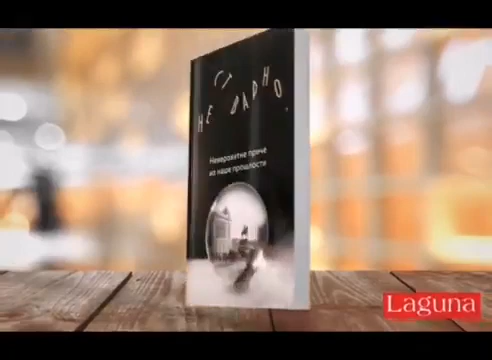 НЕСТВАРНО,
Невероватне приче
из наше прошлости
Laguna